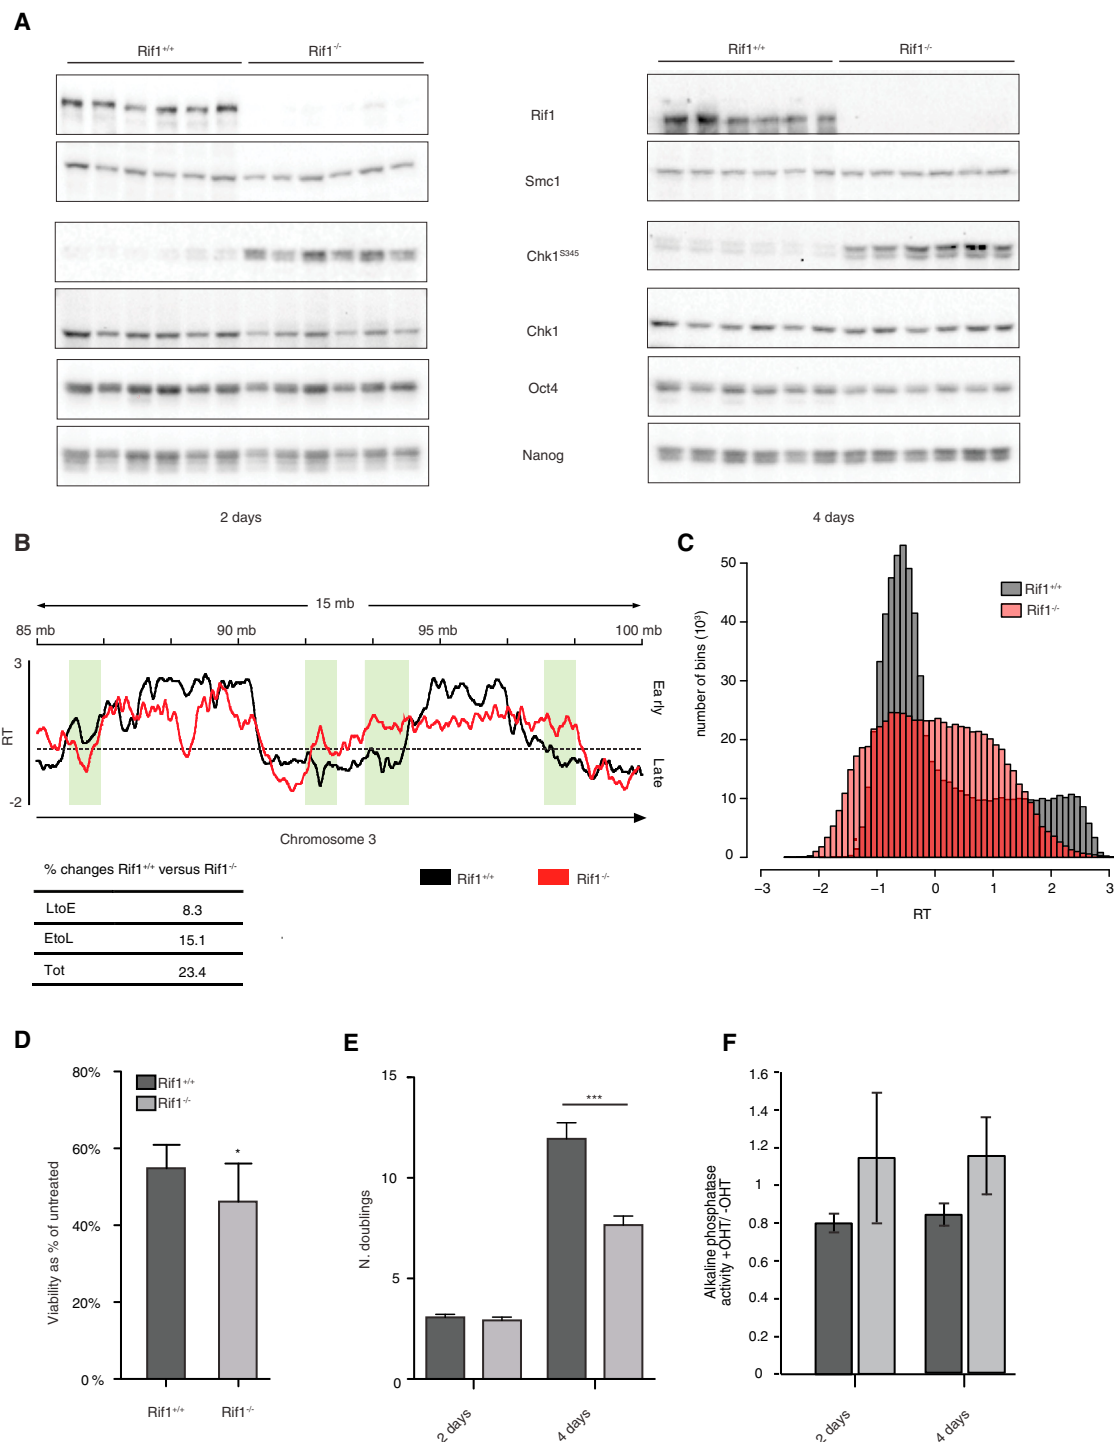 A
Rif1+/+ Rif1-/- Rif1+/+ Rif1-/-
Rif1
Smc1
Chk1S345
Chk1
Oct4
Nanog
2 days 4 days
B
15 mb
85 mb 90 mb 95 mb 100 mb
3
RT
-2
Early
Late
Chromosome 3
% changes Rif1+/+ versus Rif1-/-
LtoE 8.3
EtoL 15.1
Tot 23.4
Rif1+/+ Rif1-/-
C
number of bins (10³)
50
40
30
20
10
0
−3 −2 −1 0 1 2 3
RT
Rif1+/+
Rif1-/-
D
Viability as % of untreated
80%
60%
40%
20%
0 %
Rif1+/+
Rif1-/-
*
Rif1+/+ Rif1-/-
E
N. doublings
15
10
5
0
***
2 days 4 days
F
Alkaline phosphatase
activity +OHT/ -OHT
1.6
1.4
1.2
1
0.8
0.6
0.4
0.2
0
2 days 4 days